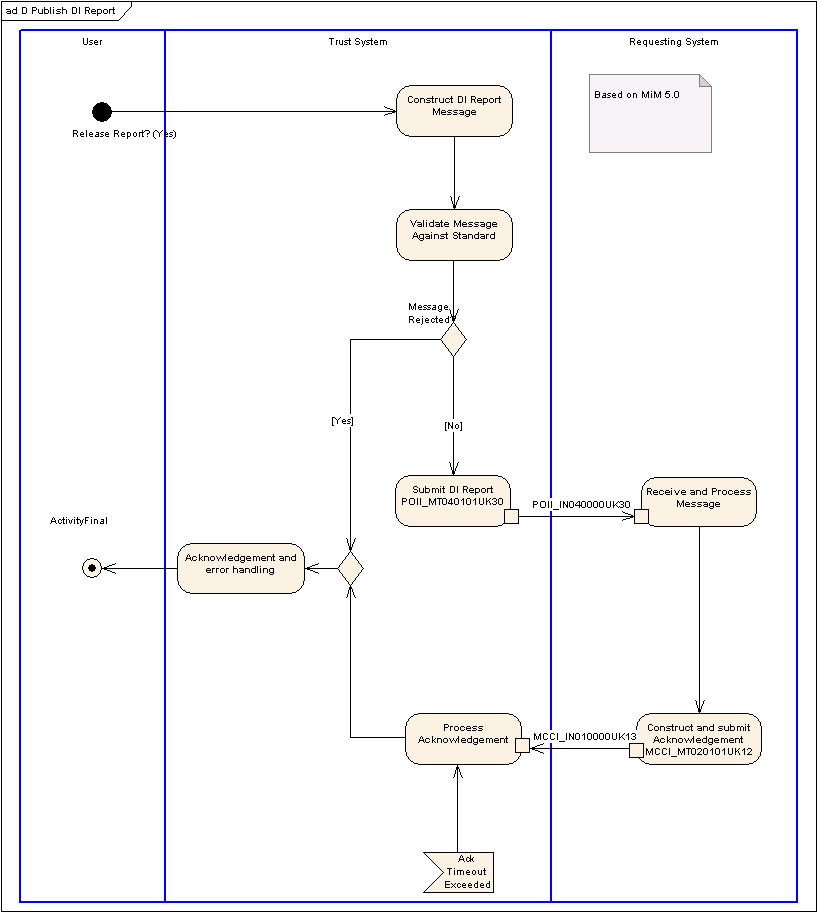 ad D Publish DI Report
User
Trust System
Requesting System
Construct DI Report
Message
Based on MiM 5.0
Release Report? (Yes)
Validate Message
Against Standard
Message
Rejected
[Yes]
[No]
Submit DI Report
POII_MT040101UK30
POII_IN040000UK30
Receive and Process
Message
ActivityFinal
Acknowledgement and
error handling
Process
Acknowledgement
MCCI_IN010000UK13
Construct and submit
Acknowledgement
MCCI_MT020101UK12
Ack
Timeout
Exceeded